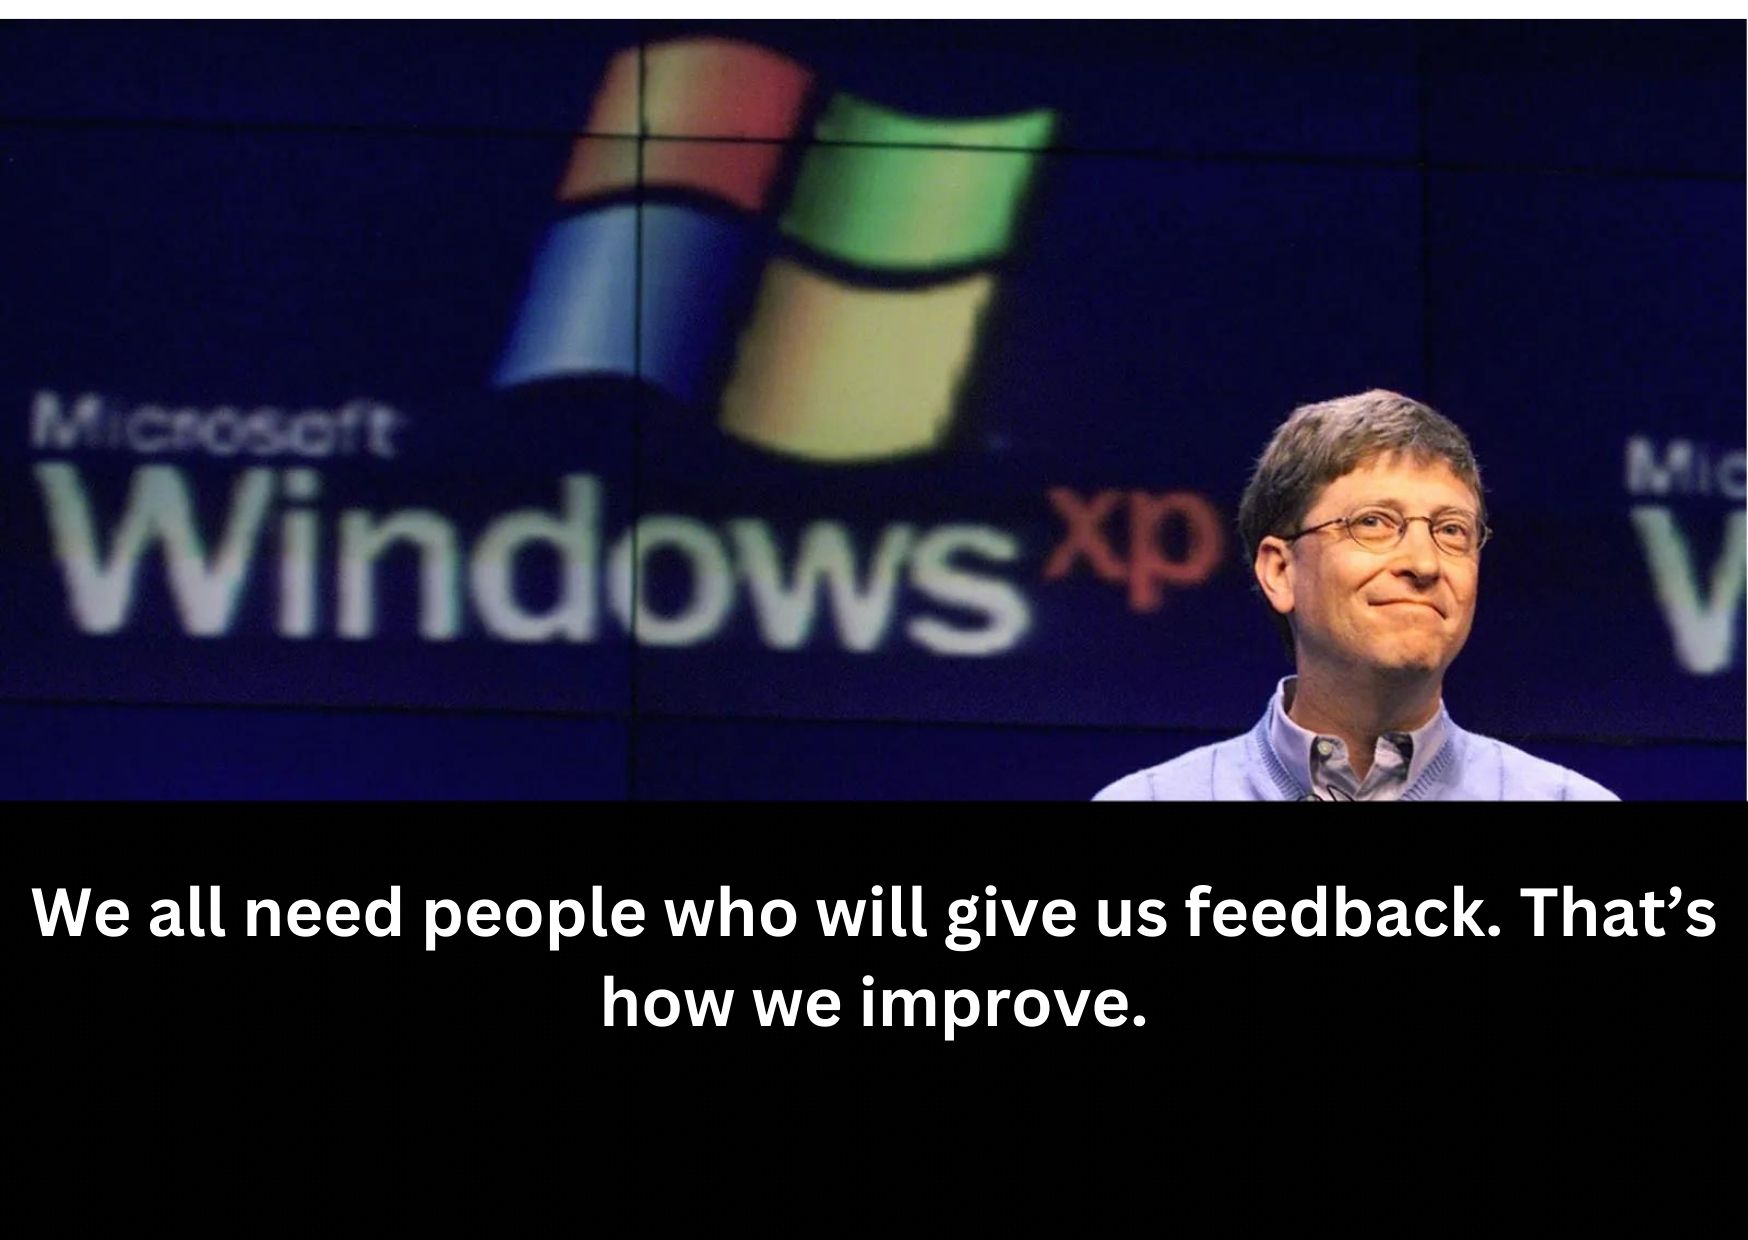 Microsoft
Windows xp
Mic
W
We all need people who will give us feedback. That’s
how we improve.